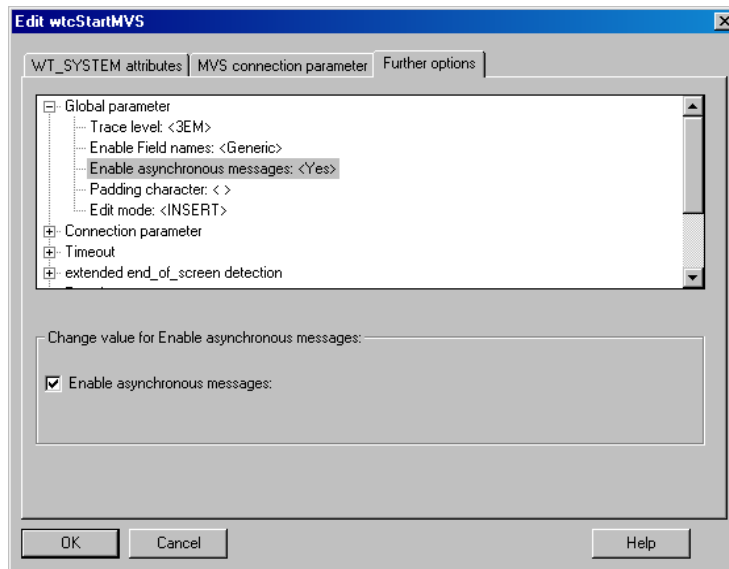 Edit wtcStartMVS
WT_SYSTEM attributes MVS connection parameter Further options
Global parameter
Trace level: <3EM>
Enable Field names: <Generic>
Enable asynchronous messages: <Yes>
Padding character: < >
Edit mode: <INSERT>
Connection parameter
Timeout
extended end_of_screen detection
Change value for Enable asynchronous messages:
Enable asynchronous messages:
OK Cancel Help